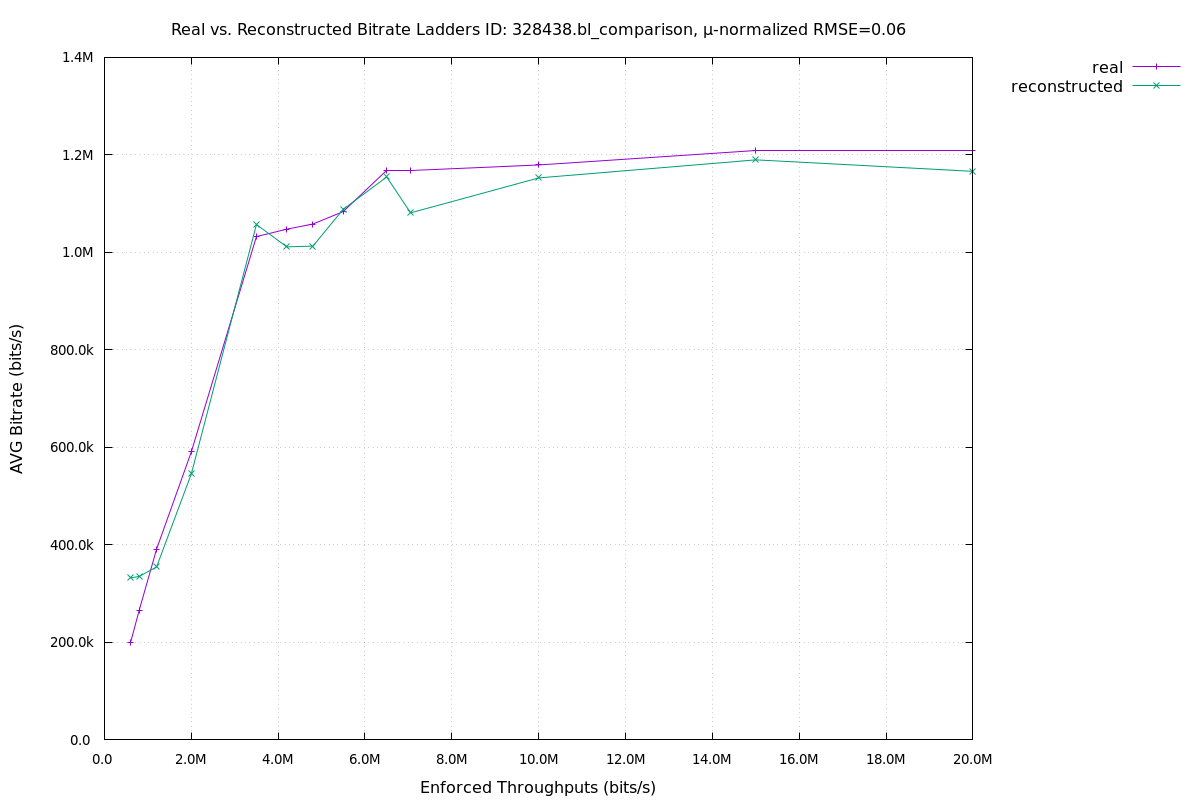 Real vs. Reconstructed Bitrate Ladders ID: 328438.bl_comparison, μ-normalized RMSE=0.06
real
reconstructed
AVG Bitrate (bits/s)
1.4M
1.2M
1.0M
800.0k
600.0k
400.0k
200.0k
0.0
0.0 2.0M 4.0M 6.0M 8.0M 10.0M 12.0M 14.0M 16.0M 18.0M 20.0M
Enforced Throughputs (bits/s)